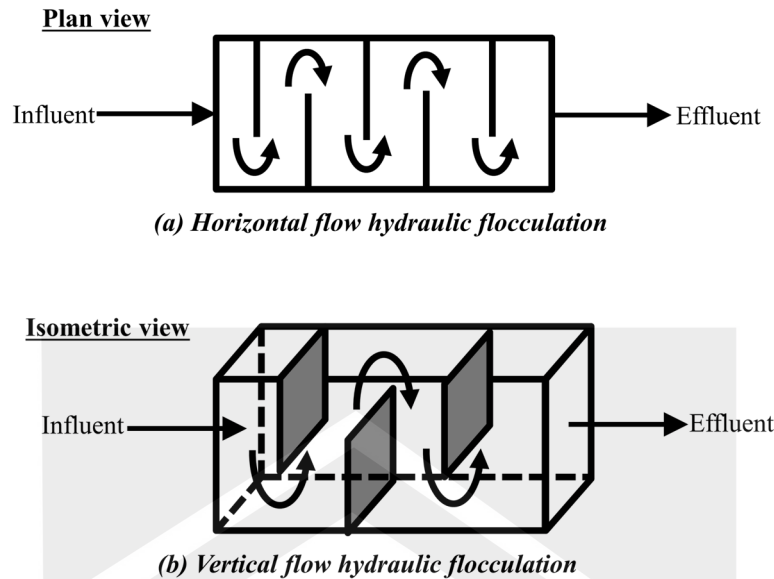 Plan view
Influent
Effluent
(a) Horizontal flow hydraulic flocculation
Isometric view
Influent
Effluent
(b) Vertical flow hydraulic flocculation